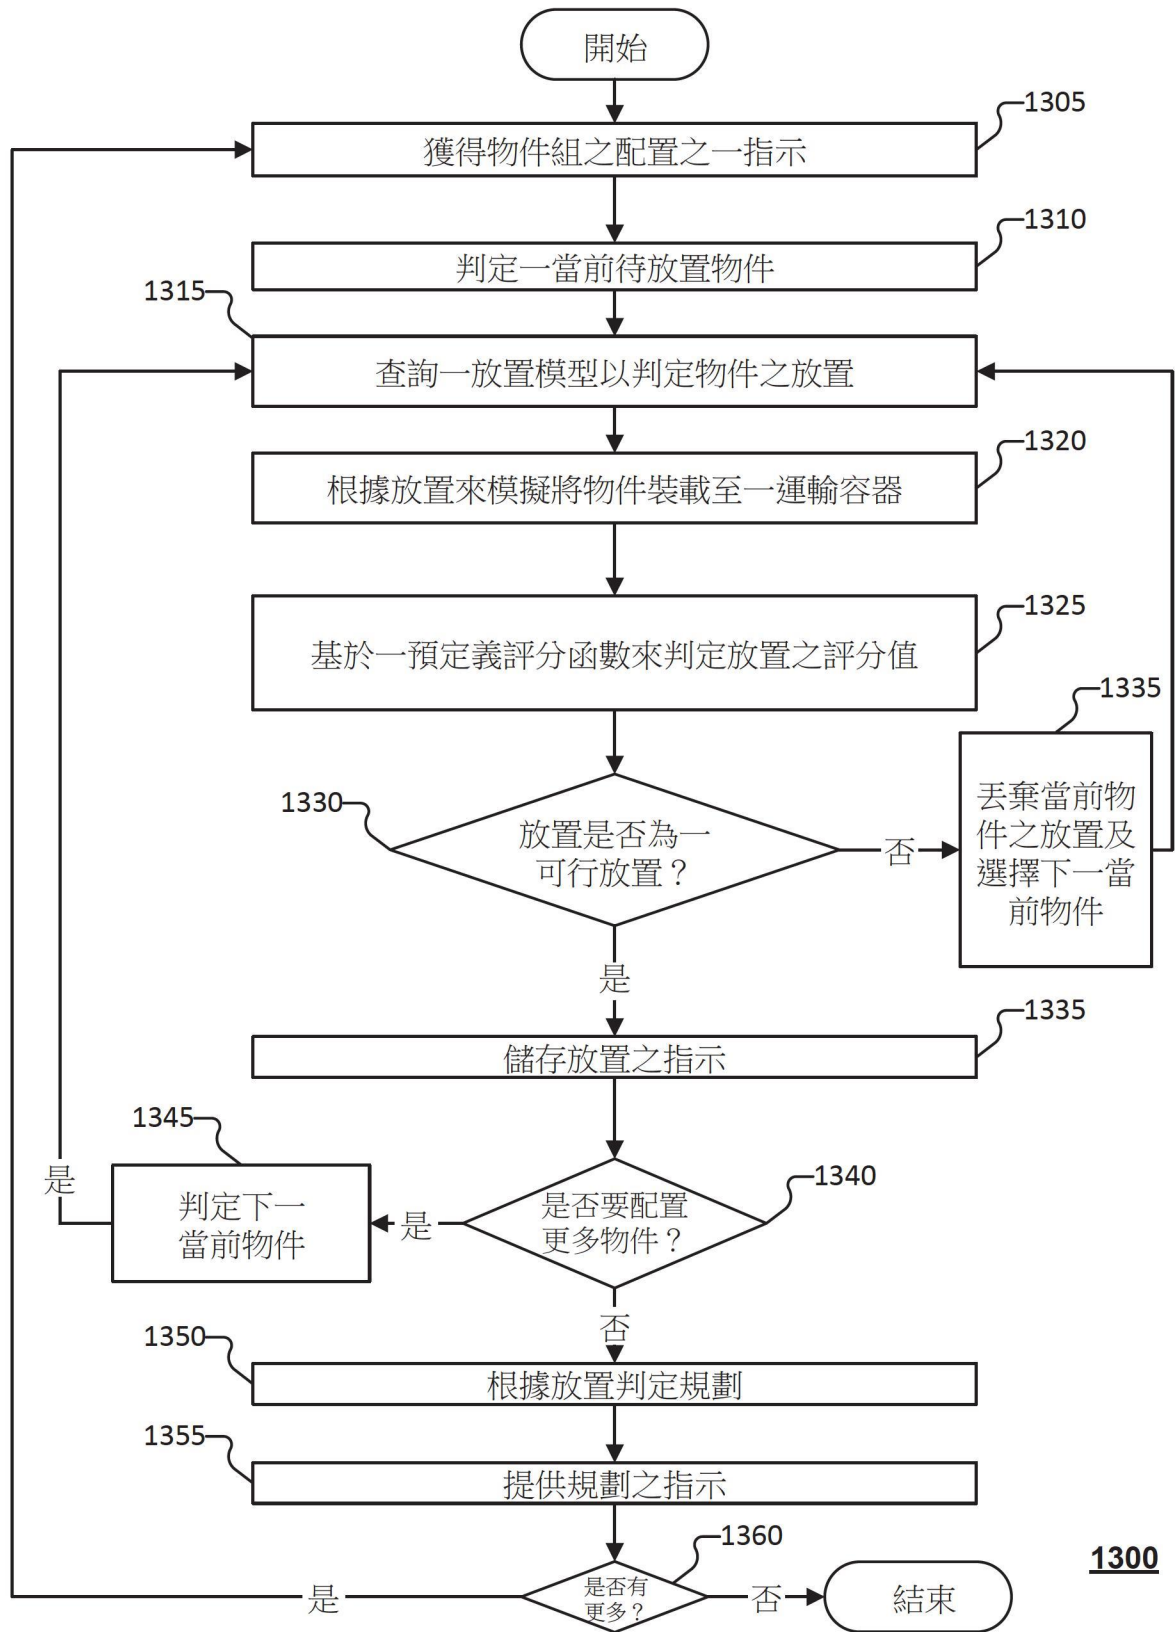 開始
1305
獲得物件組之配置之一指示
1310
判定一當前待放置物件
1315
查詢一放置模型以判定物件之放置
1320
根據放置來模擬將物件裝載至一運輸容器
1325
基於一預定義評分函數來判定放置之評分值
1335
丟棄當前物
件之放置及
選擇下一當
前物件
1330
放置是否為一
可行放置？
否
是
1335
儲存放置之指示
1345
判定下一
當前物件
是
是
1340
是否要配置
更多物件？
否
1350
根據放置判定規劃
1355
提供規劃之指示
1360
是否有
更多？
是
否
結束
1300